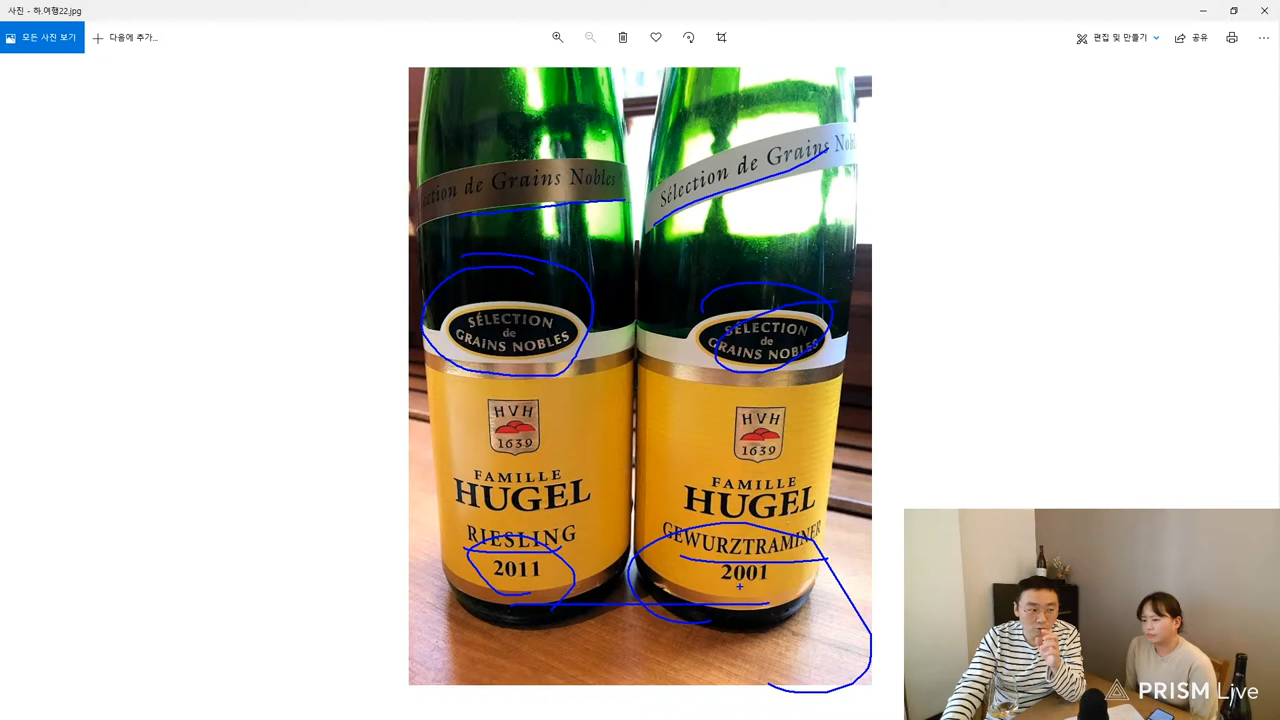 사진 - 하.여행22.jpg
모든 사진 보기
다음에 추가...
편집 및 만들기
공유
Sélection de Grains Nobles
SÉLECTION
de
GRAINS NOBLES
HVH
1639
FAMILLE
HUGEL
RIESLING
2011
Sélection de Grains Nob
SÉLECTION
de
GRAINS NOBLES
HVH
1639
FAMILLE
HUGEL
GEWURZTRAMINER
2001
PRISM Live